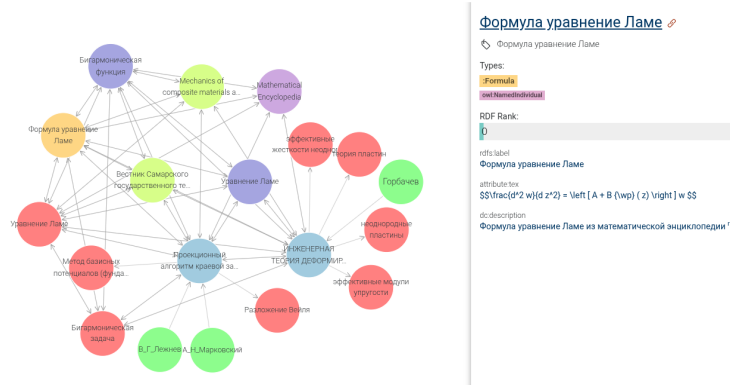 Бигармоническая
функция
Mechanics of
composite materials a..
Mathematical
Encyclopedia
Формула уравнение
Ламе
эффективные
жесткости неоднор
теория пластин
Вестник Самарского
государственного те..
Уравнение Ламе
Горбачев
Уравнение Ламе
неоднородные
пластины
Метод базисных
потенциалов (фунда..
Проекционный
алгоритм краевой за..
ИНЖЕНЕРНАЯ
ТЕОРИЯ ДЕФОРМИР..
эффективные модули
упругости
Разложение Вейля
Бигармоническая
задача
В_Г_Лежнев
А_Н_Марковский
Формула уравнение Ламе
Формула уравнение Ламе
Types:
:Formula
owl:NamedIndividual
RDF Rank:
0
rdfs:label
Формула уравнение Ламе
attribute:tex
$$\frac{d^2 w}{d z^2} = \left [ A + B {\wp} ( z) \right ] w $$
dc:description
Формула уравнение Ламе из математической энциклопедии